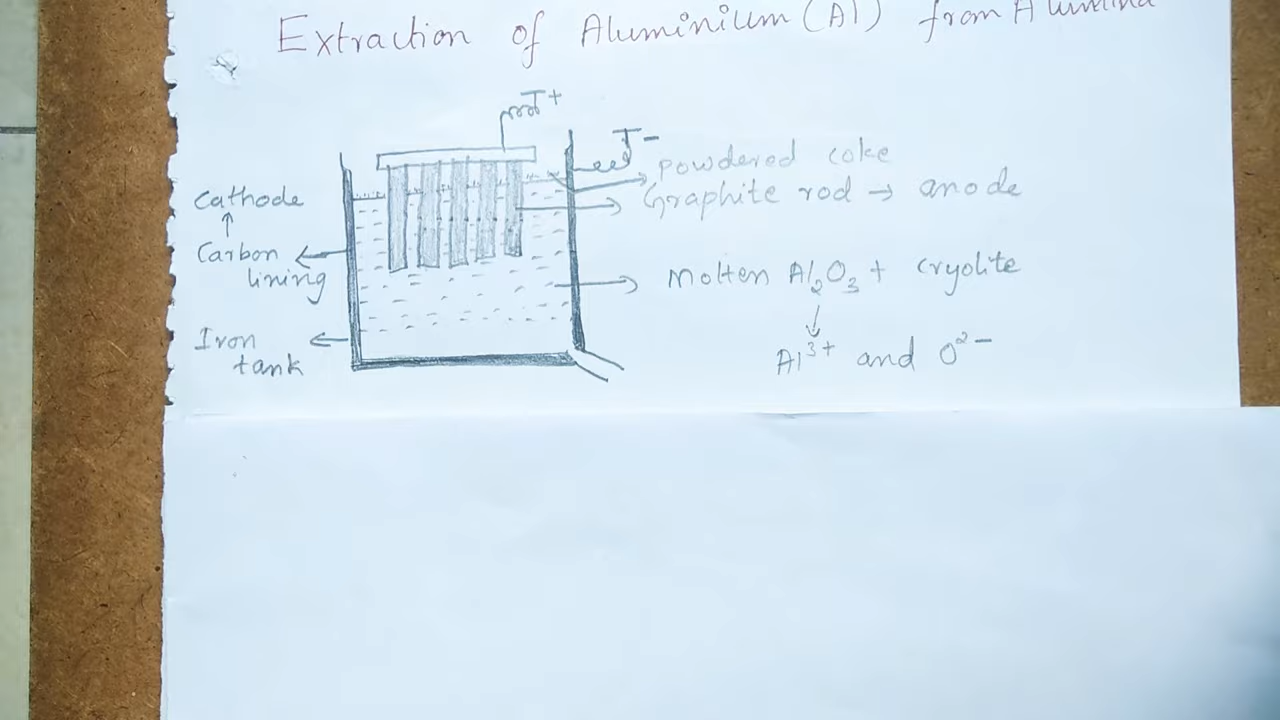 Extraction of Aluminium (Al) from Alumina
+
-
powdered coke
Graphite rod → anode
Cathode
↑
Carbon
lining
Molten Al₂O₃ + cryolite
↓
Al³⁺ and O²⁻
Iron
tank